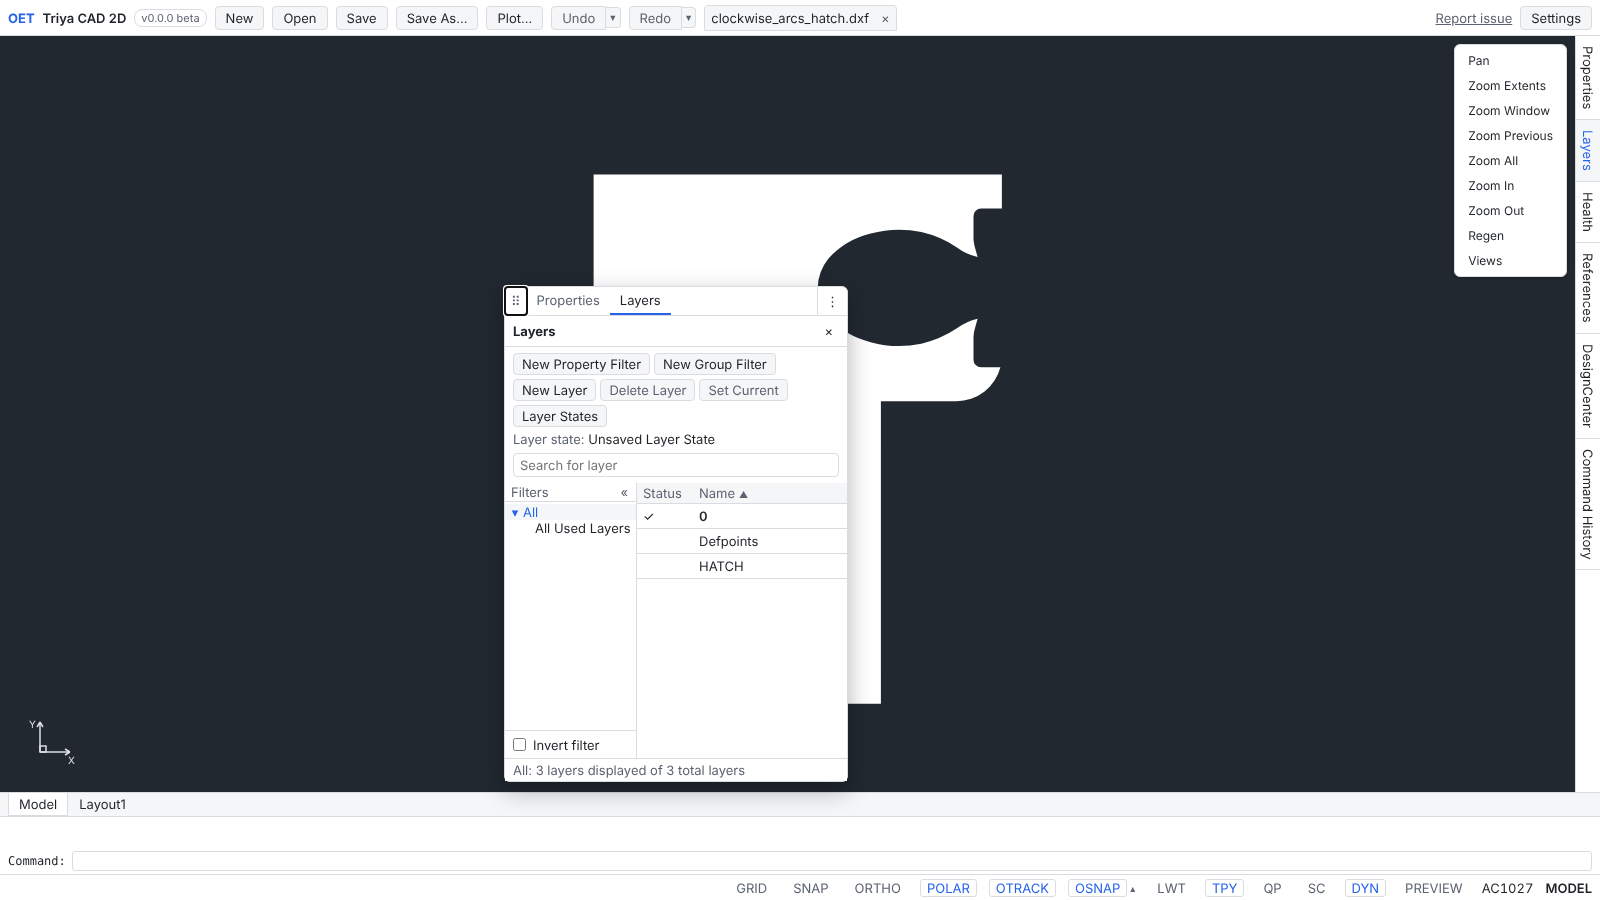 OET Triya CAD 2D v0.0.0 beta New Open Save Save As... Plot... Undo ▼ Redo ▼ clockwise_arcs_hatch.dxf × Report issue Settings
Pan
Zoom Extents
Zoom Window
Zoom Previous
Zoom All
Zoom In
Zoom Out
Regen
Views
Properties
Layers
Health
References
DesignCenter
Command History
Properties Layers
Layers ×
New Property Filter New Group Filter
New Layer Delete Layer Set Current
Layer States
Layer state: Unsaved Layer State
Search for layer
Filters « Status Name ▲
▾ All ✓ 0
All Used Layers
Defpoints
HATCH
Invert filter
All: 3 layers displayed of 3 total layers
Y
X
Model Layout1
Command:
GRID SNAP ORTHO POLAR OTRACK OSNAP ▲ LWT TPY QP SC DYN PREVIEW AC1027 MODEL